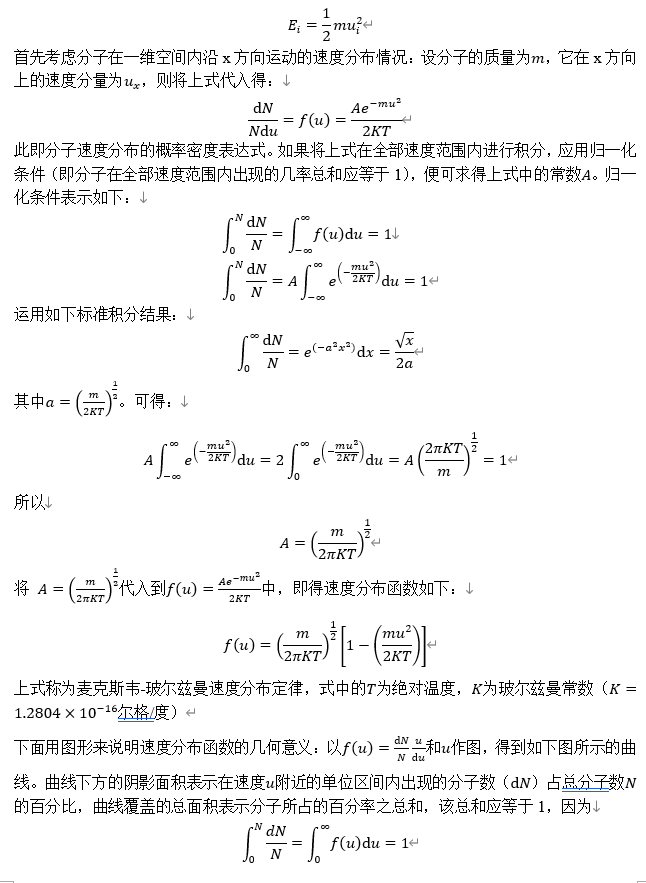 $$E_i = \frac{1}{2}mu_i^2$$↵
首先考虑分子在一维空间内沿 x 方向运动的速度分布情况：设分子的质量为$m$，它在 x 方向
上的速度分量为$u_x$，则将上式代入得：↓
$$\frac{\mathrm{d}N}{N\mathrm{d}u} = f(u) = \frac{Ae^{-mu^2}}{2KT}$$↵
此即分子速度分布的概率密度表达式。如果将上式在全部速度范围内进行积分，应用归一化
条件（即分子在全部速度范围内出现的几率总和应等于 1），便可求得上式中的常数$A$。归一
化条件表示如下：↓
$$\int_0^N \frac{\mathrm{d}N}{N} = \int_{-\infty}^{\infty} f(u)\mathrm{d}u = 1$$↓
$$\int_0^N \frac{\mathrm{d}N}{N} = A\int_{-\infty}^{\infty} e^{\left(-\frac{mu^2}{2KT}\right)}\mathrm{d}u = 1$$↵
运用如下标准积分结果：↓
$$\int_0^{\infty} \frac{\mathrm{d}N}{N} = e^{(-a^2x^2)}\mathrm{d}x = \frac{\sqrt{x}}{2a}$$↵
其中$a = \left(\frac{m}{2KT}\right)^{\frac{1}{2}}$。可得：↓
$$A\int_{-\infty}^{\infty} e^{\left(-\frac{mu^2}{2KT}\right)}\mathrm{d}u = 2\int_0^{\infty} e^{\left(-\frac{mu^2}{2KT}\right)}\mathrm{d}u = A\left(\frac{2\pi KT}{m}\right)^{\frac{1}{2}} = 1$$↵
所以↓
$$A = \left(\frac{m}{2\pi KT}\right)^{\frac{1}{2}}$$↵
将 $A = \left(\frac{m}{2\pi KT}\right)^{\frac{1}{2}}$代入到$f(u) = \frac{Ae^{-mu^2}}{2KT}$中，即得速度分布函数如下：↓
$$f(u) = \left(\frac{m}{2\pi KT}\right)^{\frac{1}{2}}\left[1 - \left(\frac{mu^2}{2KT}\right)\right]$$↵
上式称为麦克斯韦-玻尔兹曼速度分布定律，式中的$T$为绝对温度，$K$为玻尔兹曼常数（$K =$
$1.2804 \times 10^{-16}$尔格/度）↵
下面用图形来说明速度分布函数的几何意义：以$f(u) = \frac{\mathrm{d}N}{N}\frac{u}{\mathrm{d}u}$和$u$作图，得到如下图所示的曲
线。曲线下方的阴影面积表示在速度$u$附近的单位区间内出现的分子数（$\mathrm{d}N$）占总分子数$N$
的百分比，曲线覆盖的总面积表示分子所占的百分率之总和，该总和应等于 1，因为↓
$$\int_0^N \frac{dN}{N} = \int_0^{\infty} f(u)\mathrm{d}u = 1$$↵